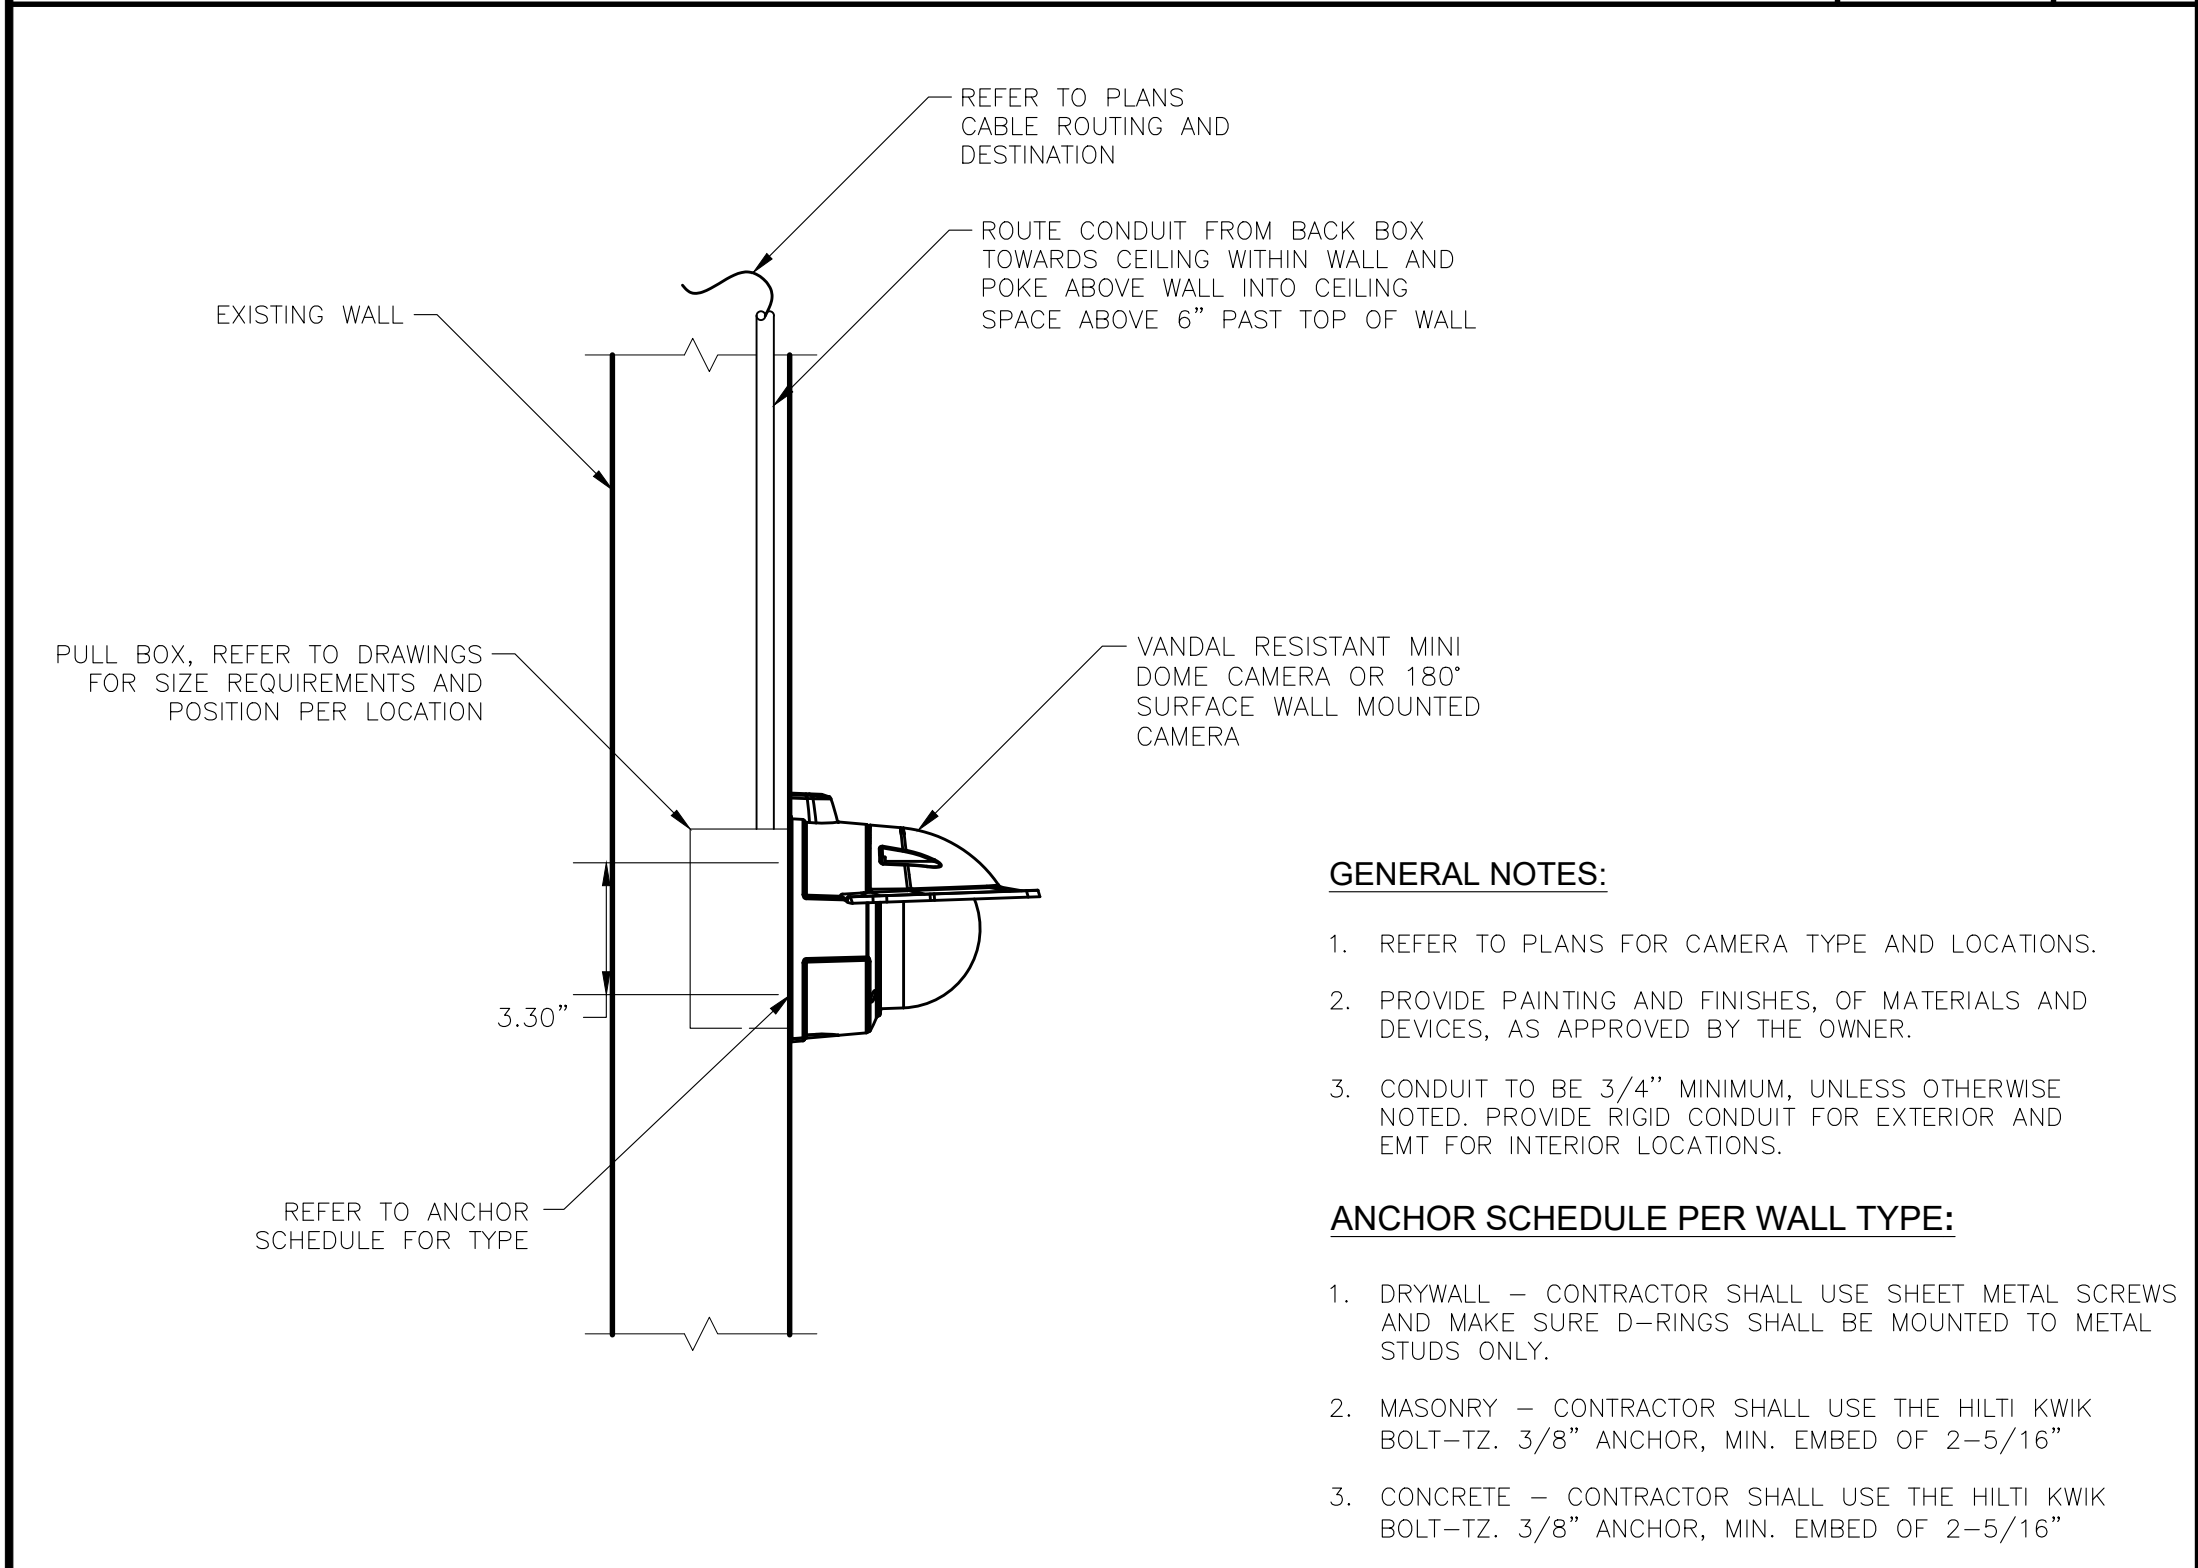 REFER TO PLANS
CABLE ROUTING AND
DESTINATION
ROUTE CONDUIT FROM BACK BOX
TOWARDS CEILING WITHIN WALL AND
POKE ABOVE WALL INTO CEILING
SPACE ABOVE 6" PAST TOP OF WALL
EXISTING WALL
PULL BOX, REFER TO DRAWINGS
FOR SIZE REQUIREMENTS AND
POSITION PER LOCATION
VANDAL RESISTANT MINI
DOME CAMERA OR 180°
SURFACE WALL MOUNTED
CAMERA
3.30"
REFER TO ANCHOR
SCHEDULE FOR TYPE
GENERAL NOTES:
1. REFER TO PLANS FOR CAMERA TYPE AND LOCATIONS.
2. PROVIDE PAINTING AND FINISHES, OF MATERIALS AND
DEVICES, AS APPROVED BY THE OWNER.
3. CONDUIT TO BE 3/4'' MINIMUM, UNLESS OTHERWISE
NOTED. PROVIDE RIGID CONDUIT FOR EXTERIOR AND
EMT FOR INTERIOR LOCATIONS.
ANCHOR SCHEDULE PER WALL TYPE:
1. DRYWALL – CONTRACTOR SHALL USE SHEET METAL SCREWS
AND MAKE SURE D–RINGS SHALL BE MOUNTED TO METAL
STUDS ONLY.
2. MASONRY – CONTRACTOR SHALL USE THE HILTI KWIK
BOLT–TZ. 3/8" ANCHOR, MIN. EMBED OF 2–5/16"
3. CONCRETE – CONTRACTOR SHALL USE THE HILTI KWIK
BOLT–TZ. 3/8" ANCHOR, MIN. EMBED OF 2–5/16"